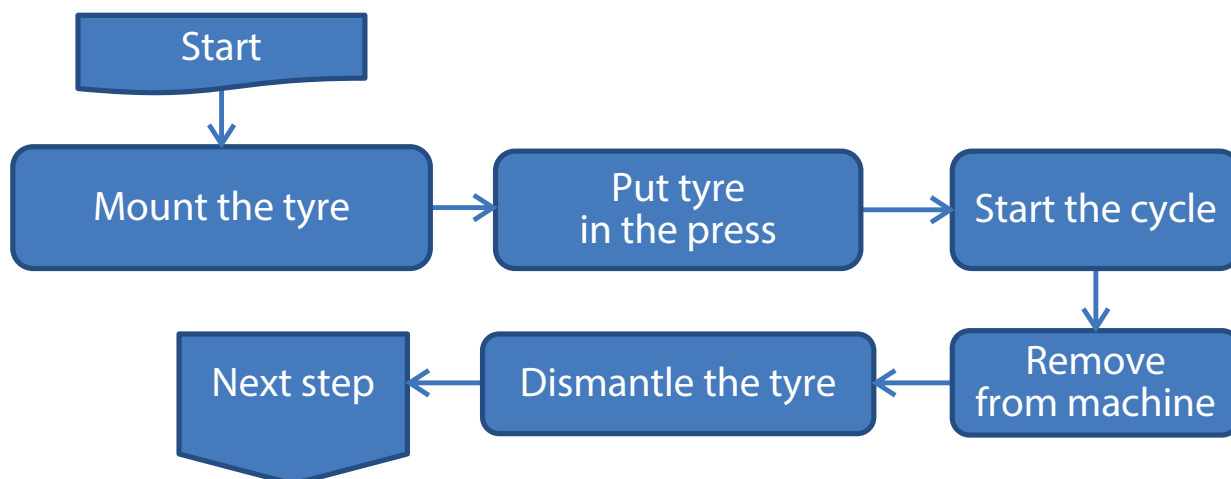 Start
Mount the tyre
Put tyre
in the press
Start the cycle
Remove
from machine
Dismantle the tyre
Next step